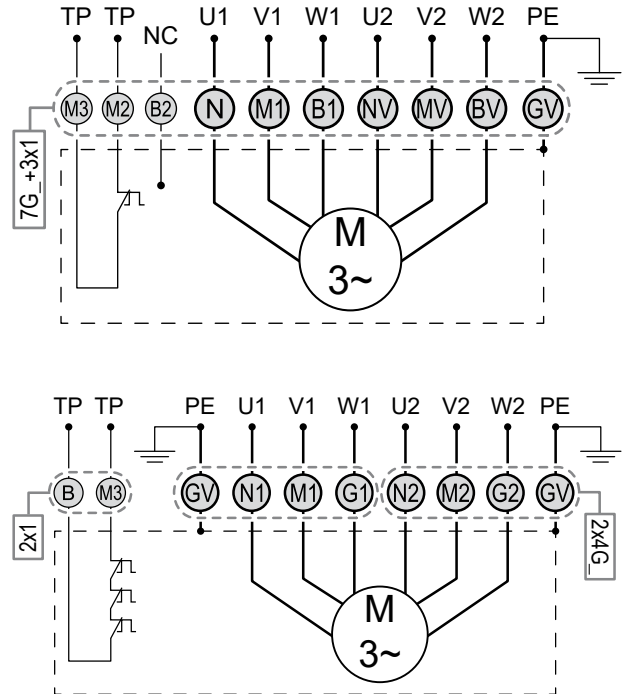 TP TP NC U1 V1 W1 U2 V2 W2 PE
M3 M2 B2 N M1 B1 NV MV BV GV
7G_+3x1
M
3~
TP TP PE U1 V1 W1 U2 V2 W2 PE
B M3 GV N1 M1 G1 N2 M2 G2 GV
2x1
2x4G_
M
3~